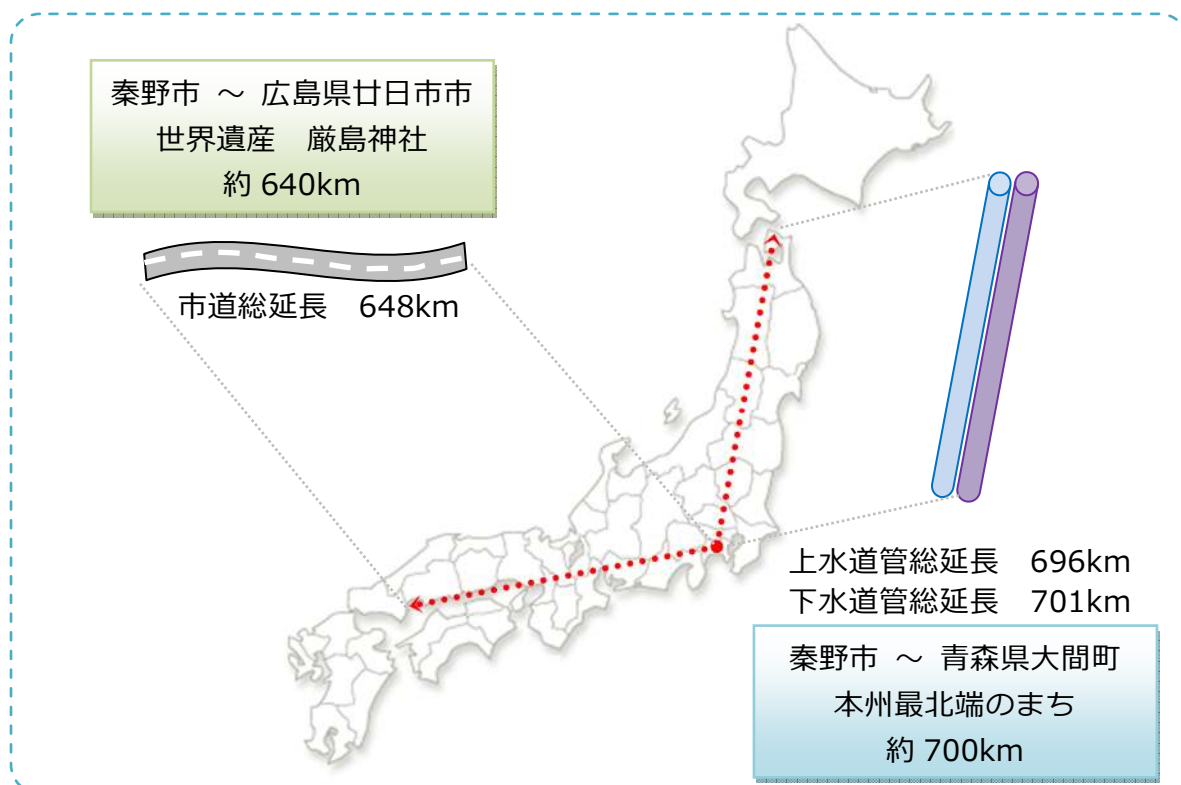 秦野市 ～ 広島県廿日市市
世界遺産　厳島神社
約 640km
市道総延長　648km
上水道管総延長　696km
下水道管総延長　701km
秦野市 ～ 青森県大間町
本州最北端のまち
約 700km